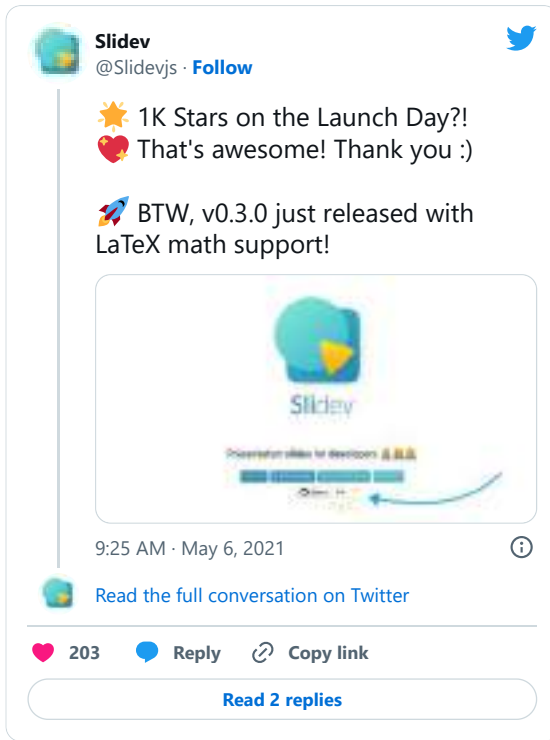 Slidev
@Slidevjs · Follow
🌟 1K Stars on the Launch Day?!
💖 That's awesome! Thank you :)
🚀 BTW, v0.3.0 just released with
LaTeX math support!
Slidev
9:25 AM · May 6, 2021
Read the full conversation on Twitter
203 Reply Copy link
Read 2 replies